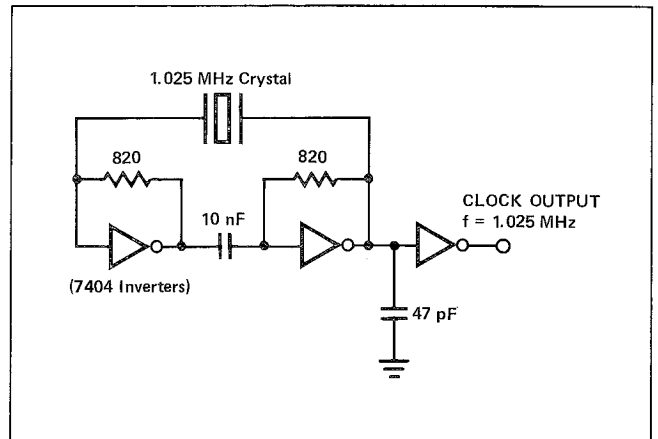 1.025 MHz Crystal
820
820
10 nF
CLOCK OUTPUT
f = 1.025 MHz
(7404 Inverters)
47 pF